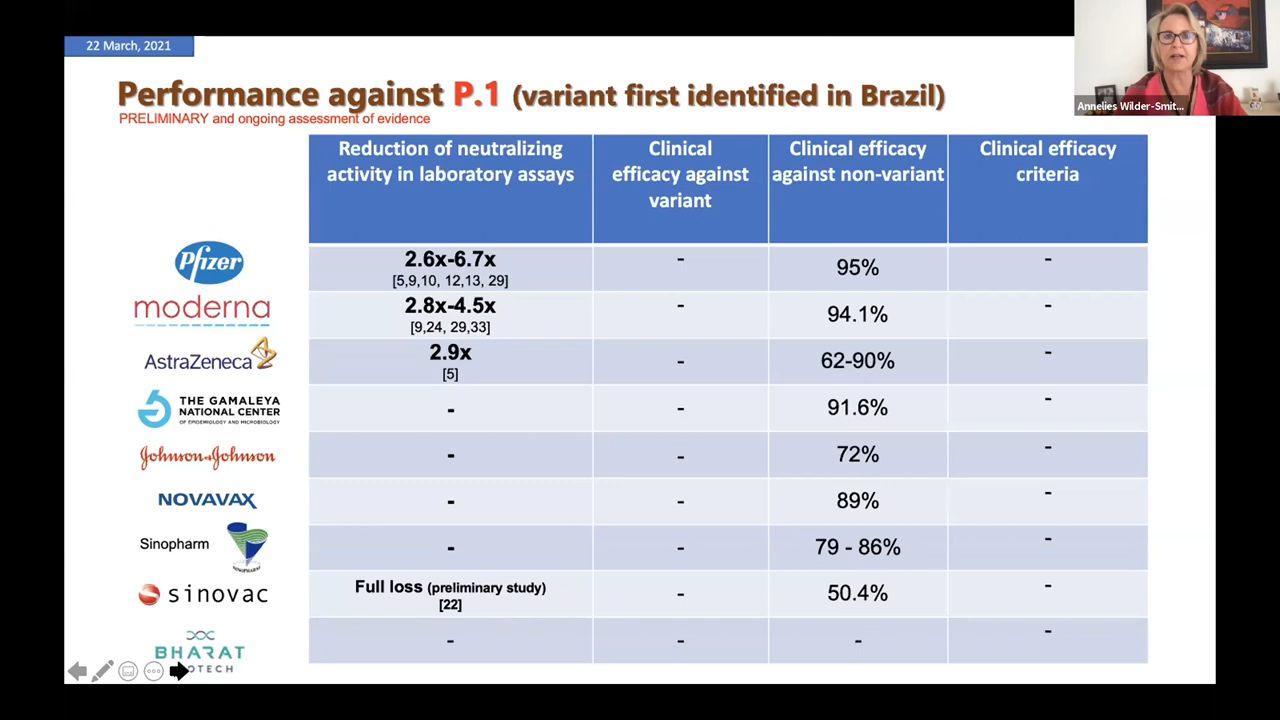 22 March, 2021
Annelies Wilder-Smit...
Performance against P.1 (variant first identified in Brazil)
PRELIMINARY and ongoing assessment of evidence
Reduction of neutralizing
activity in laboratory assays
Clinical
efficacy against
variant
Clinical efficacy
against non-variant
Clinical efficacy
criteria
Pfizer
2.6x-6.7x
[5,9,10, 12,13, 29]
-
95%
-
moderna
2.8x-4.5x
[9,24, 29,33]
-
94.1%
-
AstraZeneca
2.9x
[5]
-
62-90%
-
THE GAMALEYA
NATIONAL CENTER
OF EPIDEMIOLOGY AND MICROBIOLOGY
-
-
91.6%
-
Johnson&Johnson
-
-
72%
-
NOVAVAX
-
-
89%
-
Sinopharm
-
-
79 - 86%
-
sinovac
Full loss (preliminary study)
[22]
-
50.4%
-
BHARAT
-
-
-
-